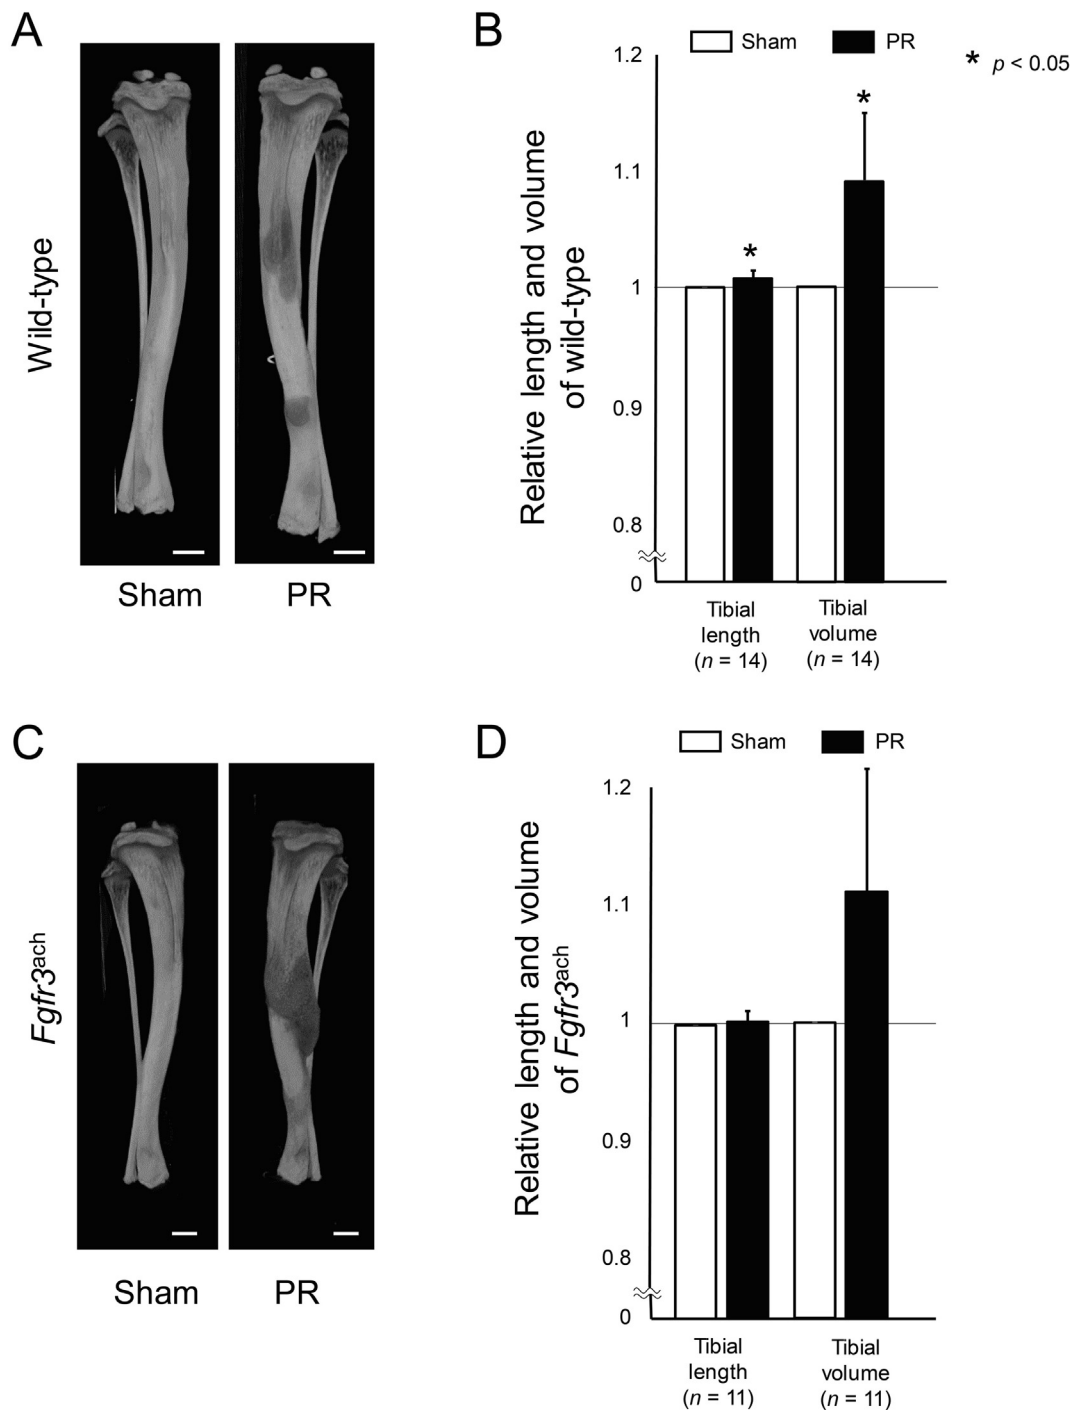 A
Wild-type
Sham
PR
B
Sham
PR
* p < 0.05
Relative length and volume
of wild-type
1.2
1.1
1
0.9
0.8
0
*
*
Tibial
length
(n = 14)
Tibial
volume
(n = 14)
C
Fgfr3ach
Sham
PR
D
Sham
PR
Relative length and volume
of Fgfr3ach
1.2
1.1
1
0.9
0.8
0
Tibial
length
(n = 11)
Tibial
volume
(n = 11)